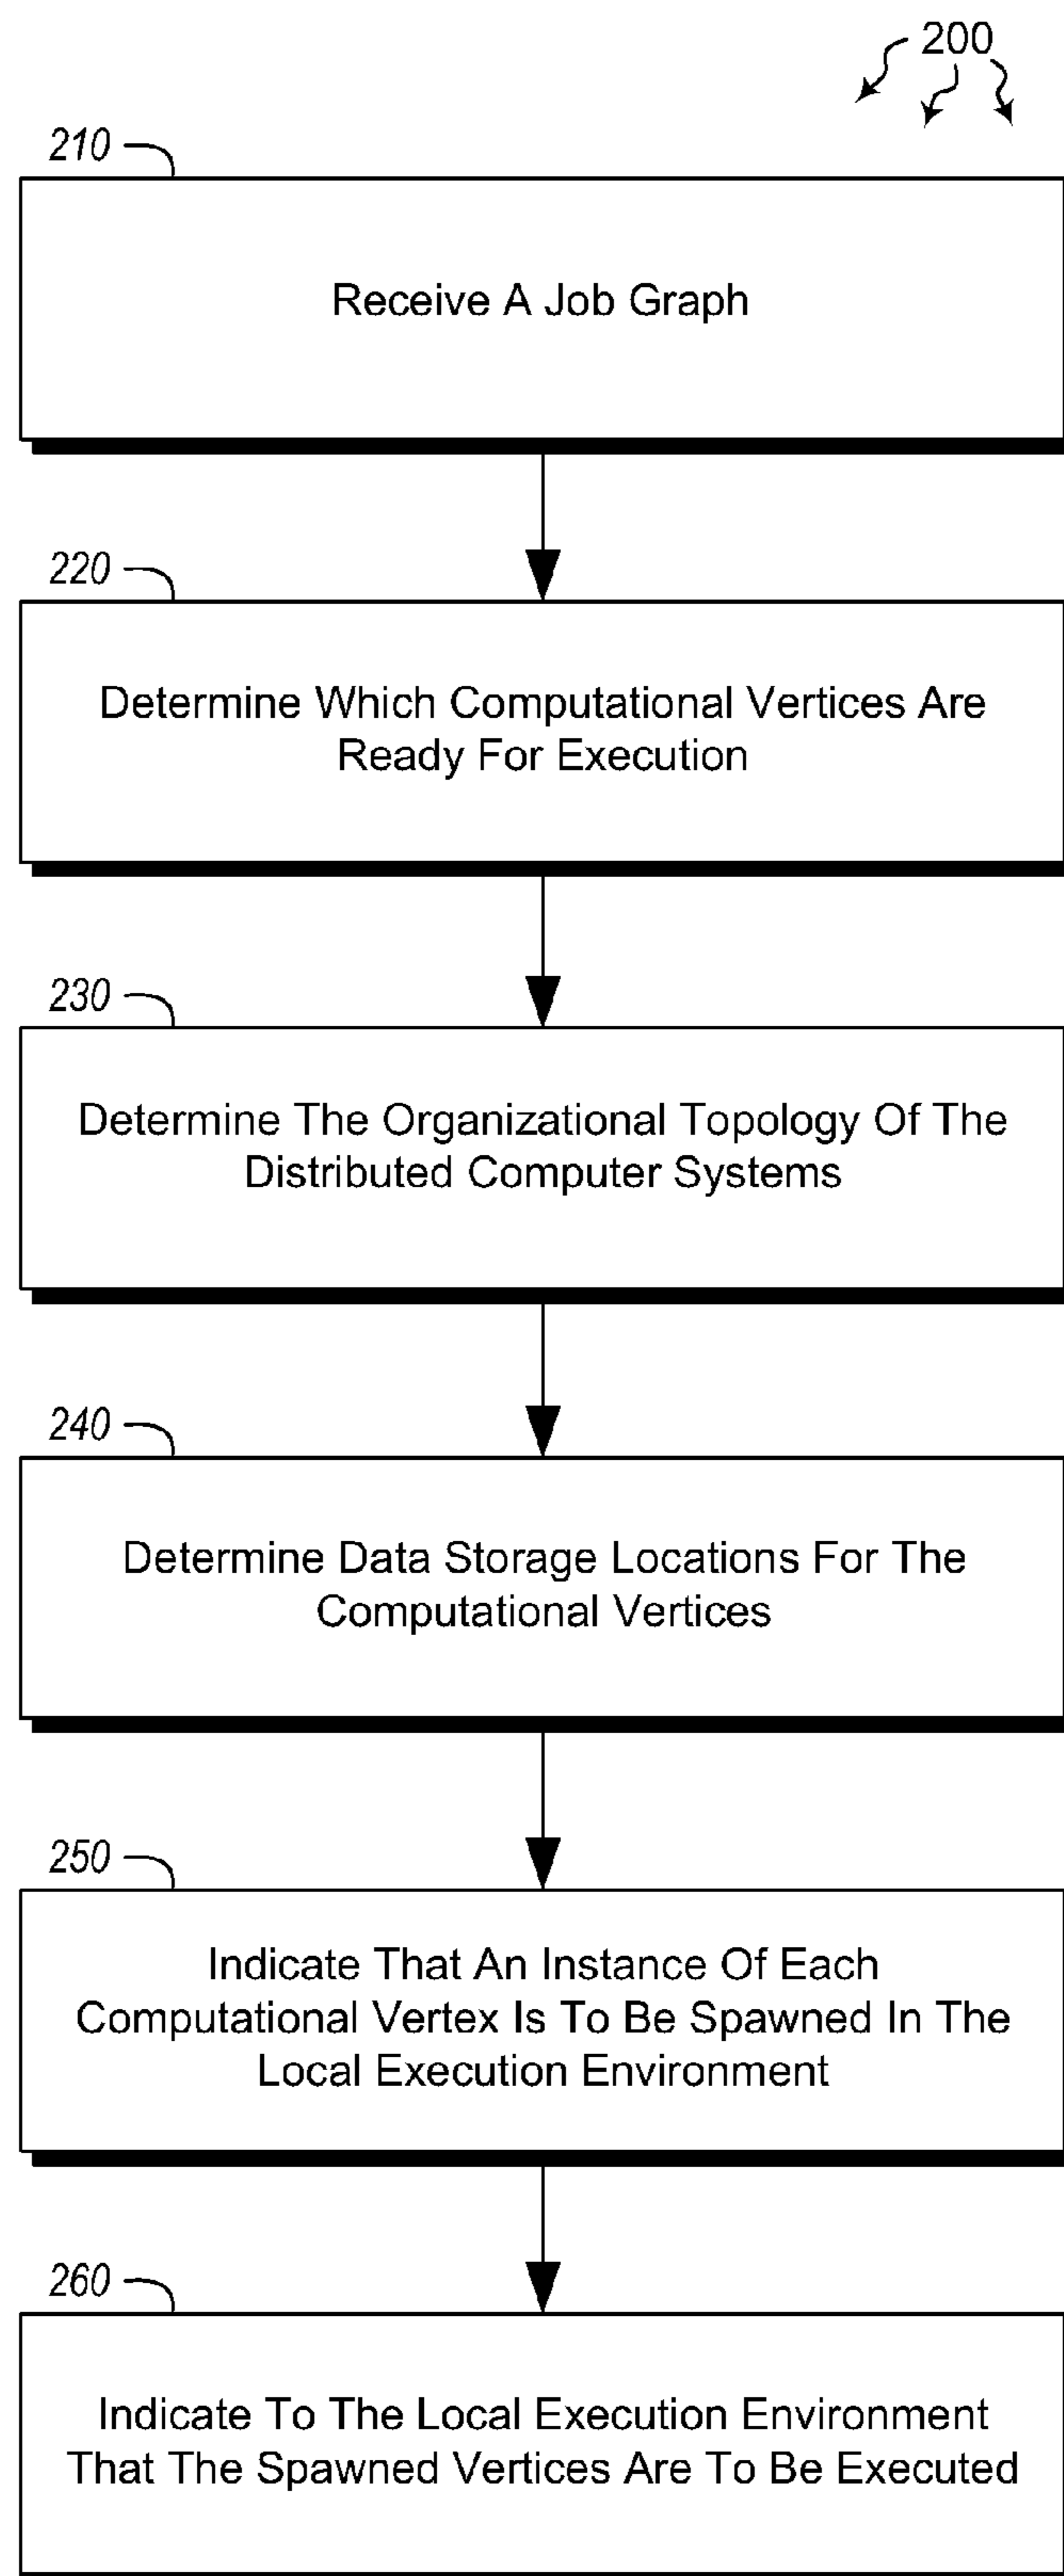 200
210
Receive A Job Graph
220
Determine Which Computational Vertices Are
Ready For Execution
230
Determine The Organizational Topology Of The
Distributed Computer Systems
240
Determine Data Storage Locations For The
Computational Vertices
250
Indicate That An Instance Of Each
Computational Vertex Is To Be Spawned In The
Local Execution Environment
260
Indicate To The Local Execution Environment
That The Spawned Vertices Are To Be Executed